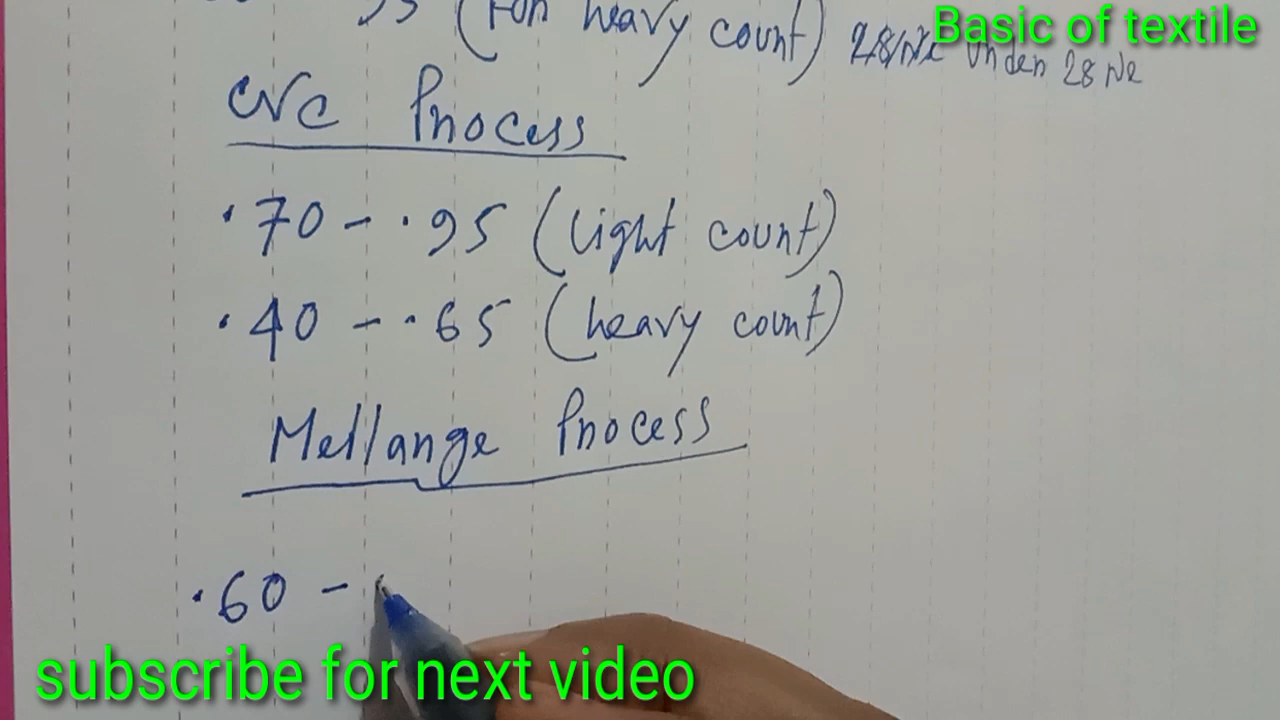 Basic of textile
(For heavy count) 28/Ne Under 28 Ne
CVC Process
.70 - .95 (Light count)
.40 - .65 (heavy count)
Mellange Process
.60 -
subscribe for next video